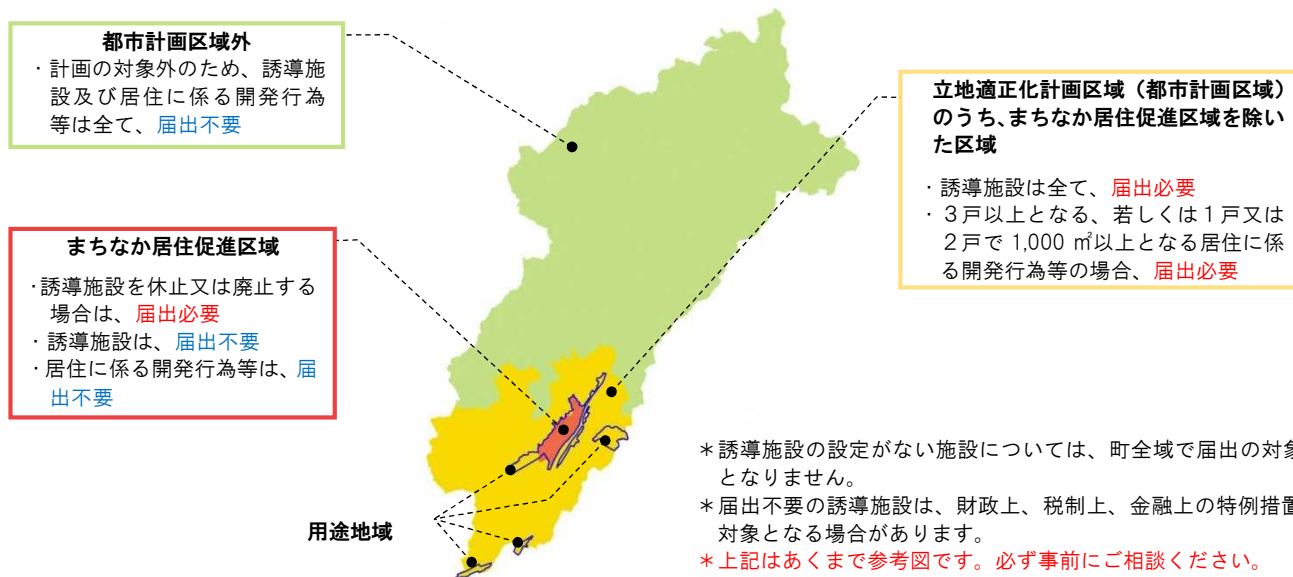 都市計画区域外
・計画の対象外のため、誘導施
設及び居住に係る開発行為
等は全て、届出不要
まちなか居住促進区域
・誘導施設を休止又は廃止する
場合は、届出必要
・誘導施設は、届出不要
・居住に係る開発行為等は、届
出不要
立地適正化計画区域（都市計画区域）
のうち、まちなか居住促進区域を除い
た区域
・誘導施設は全て、届出必要
・３戸以上となる、若しくは１戸又は
２戸で 1,000 ㎡以上となる居住に係
る開発行為等の場合、届出必要
用途地域
＊誘導施設の設定がない施設については、町全域で届出の対象
となりません。
＊届出不要の誘導施設は、財政上、税制上、金融上の特例措置
対象となる場合があります。
＊上記はあくまで参考図です。必ず事前にご相談ください。